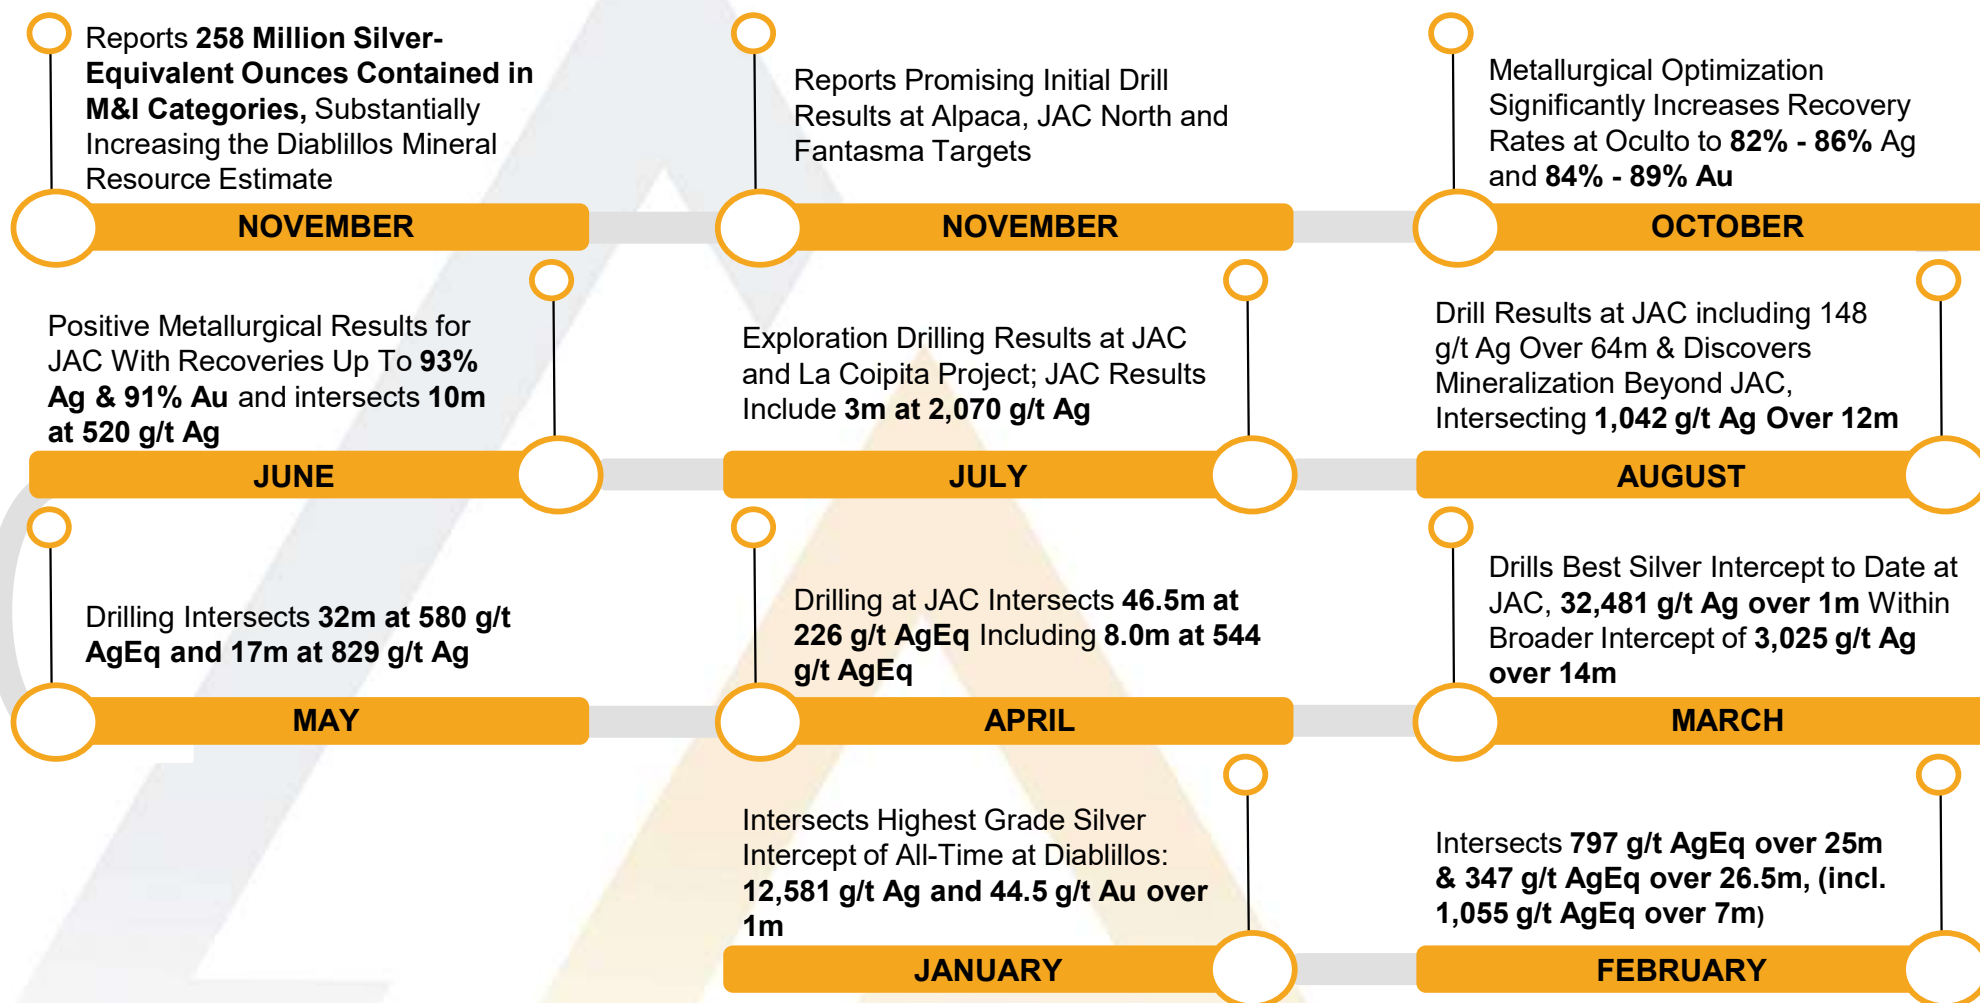 Reports 258 Million Silver-
Equivalent Ounces Contained in
M&I Categories, Substantially
Increasing the Diablillos Mineral
Resource Estimate
NOVEMBER
Reports Promising Initial Drill
Results at Alpaca, JAC North and
Fantasma Targets
NOVEMBER
Metallurgical Optimization
Significantly Increases Recovery
Rates at Oculto to 82% - 86% Ag
and 84% - 89% Au
OCTOBER
Positive Metallurgical Results for
JAC With Recoveries Up To 93%
Ag & 91% Au and intersects 10m
at 520 g/t Ag
JUNE
Exploration Drilling Results at JAC
and La Coipita Project; JAC Results
Include 3m at 2,070 g/t Ag
JULY
Drill Results at JAC including 148
g/t Ag Over 64m & Discovers
Mineralization Beyond JAC,
Intersecting 1,042 g/t Ag Over 12m
AUGUST
Drilling Intersects 32m at 580 g/t
AgEq and 17m at 829 g/t Ag
MAY
Drilling at JAC Intersects 46.5m at
226 g/t AgEq Including 8.0m at 544
g/t AgEq
APRIL
Drills Best Silver Intercept to Date at
JAC, 32,481 g/t Ag over 1m Within
Broader Intercept of 3,025 g/t Ag
over 14m
MARCH
Intersects Highest Grade Silver
Intercept of All-Time at Diablillos:
12,581 g/t Ag and 44.5 g/t Au over
1m
JANUARY
Intersects 797 g/t AgEq over 25m
& 347 g/t AgEq over 26.5m, (incl.
1,055 g/t AgEq over 7m)
FEBRUARY